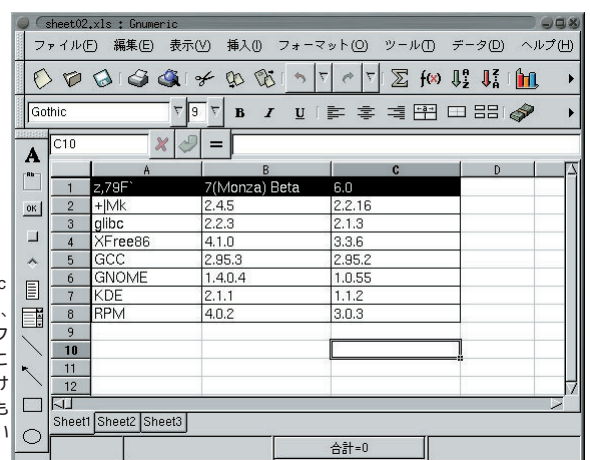 sheet02.xls : Gnumeric
ファイル(F) 編集(E) 表示(V) 挿入(I) フォーマット(O) ツール(T) データ(D) ヘルプ(H)
Gothic 9 B I U
C10 =
A B C D
1 z,79F` 7(Monza) Beta 6.0
2 +|Mk 2.4.5 2.2.16
3 glibc 2.2.3 2.1.3
4 XFree86 4.1.0 3.3.6
5 GCC 2.95.3 2.95.2
6 GNOME 1.4.0.4 1.0.55
7 KDE 2.1.1 1.1.2
8 RPM 4.0.2 3.0.3
9
10
11
12
Sheet1 Sheet2 Sheet3
合計=0